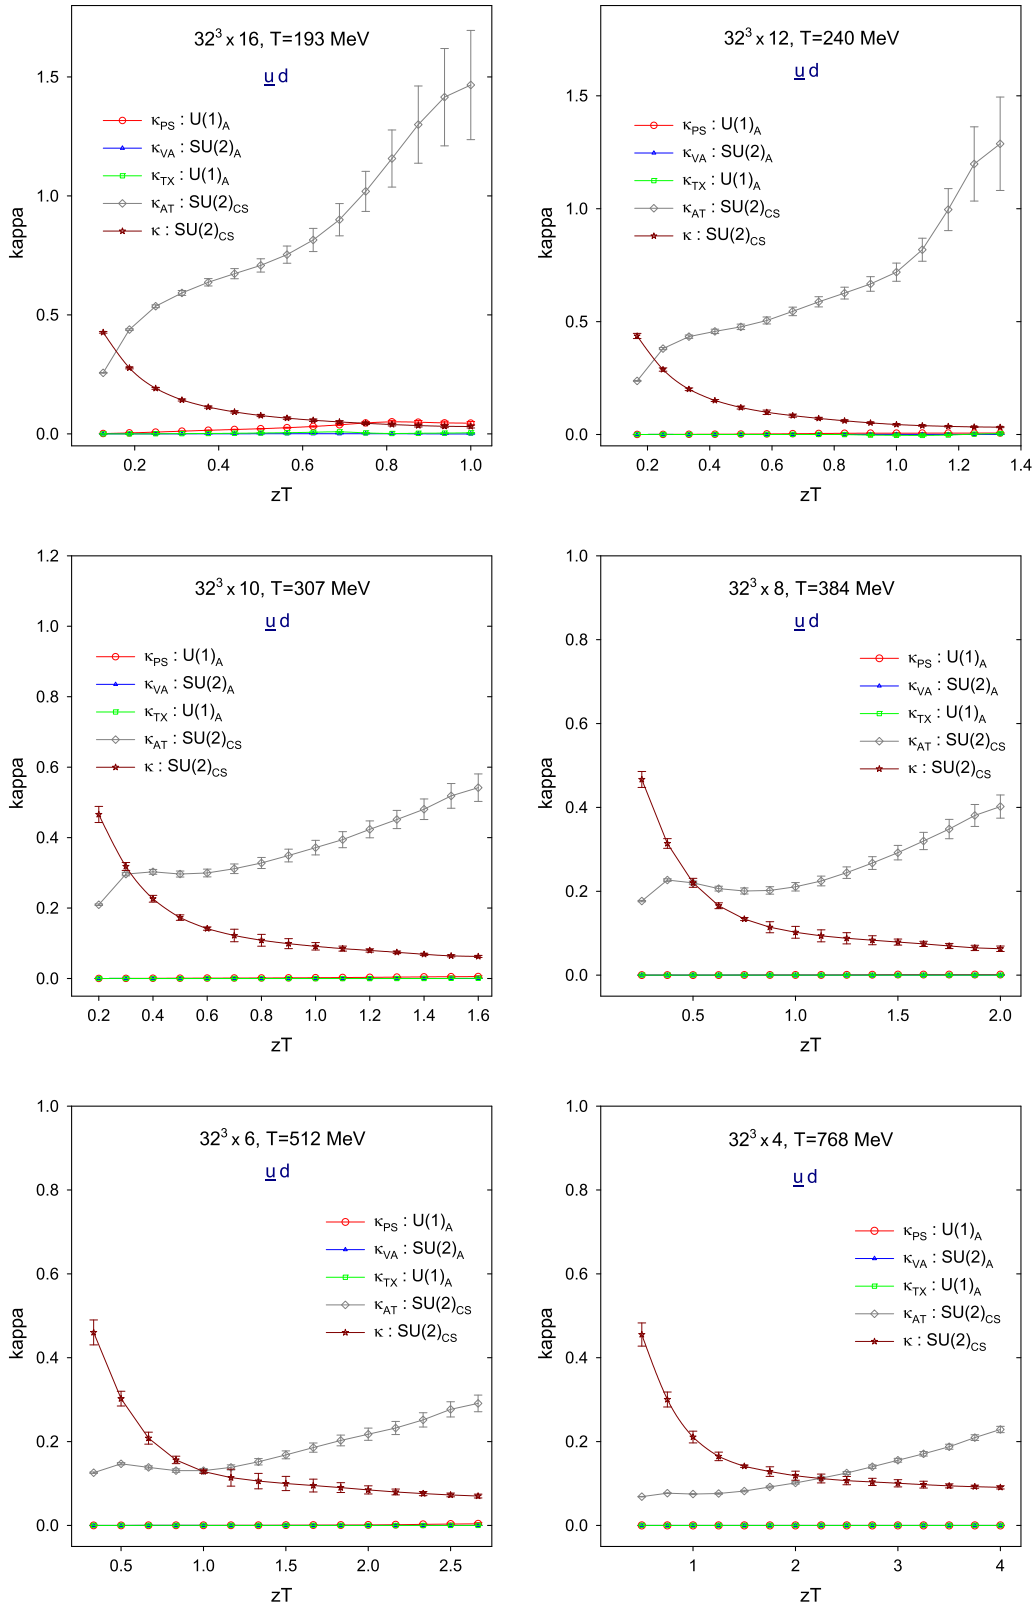 32³ x 16, T=193 MeV
u d
κPS : U(1)A
κVA : SU(2)A
κTX : U(1)A
κAT : SU(2)CS
κ : SU(2)CS
kappa
1.5
1.0
0.5
0.0
0.2 0.4 0.6 0.8 1.0
zT
32³ x 12, T=240 MeV
u d
κPS : U(1)A
κVA : SU(2)A
κTX : U(1)A
κAT : SU(2)CS
κ : SU(2)CS
kappa
1.5
1.0
0.5
0.0
0.2 0.4 0.6 0.8 1.0 1.2 1.4
zT
32³ x 10, T=307 MeV
u d
κPS : U(1)A
κVA : SU(2)A
κTX : U(1)A
κAT : SU(2)CS
κ : SU(2)CS
kappa
1.2
1.0
0.8
0.6
0.4
0.2
0.0
0.2 0.4 0.6 0.8 1.0 1.2 1.4 1.6
zT
32³ x 8, T=384 MeV
u d
κPS : U(1)A
κVA : SU(2)A
κTX : U(1)A
κAT : SU(2)CS
κ : SU(2)CS
kappa
1.0
0.8
0.6
0.4
0.2
0.0
0.5 1.0 1.5 2.0
zT
32³ x 6, T=512 MeV
u d
κPS : U(1)A
κVA : SU(2)A
κTX : U(1)A
κAT : SU(2)CS
κ : SU(2)CS
kappa
1.0
0.8
0.6
0.4
0.2
0.0
0.5 1.0 1.5 2.0 2.5
zT
32³ x 4, T=768 MeV
u d
κPS : U(1)A
κVA : SU(2)A
κTX : U(1)A
κAT : SU(2)CS
κ : SU(2)CS
kappa
1.0
0.8
0.6
0.4
0.2
0.0
1 2 3 4
zT